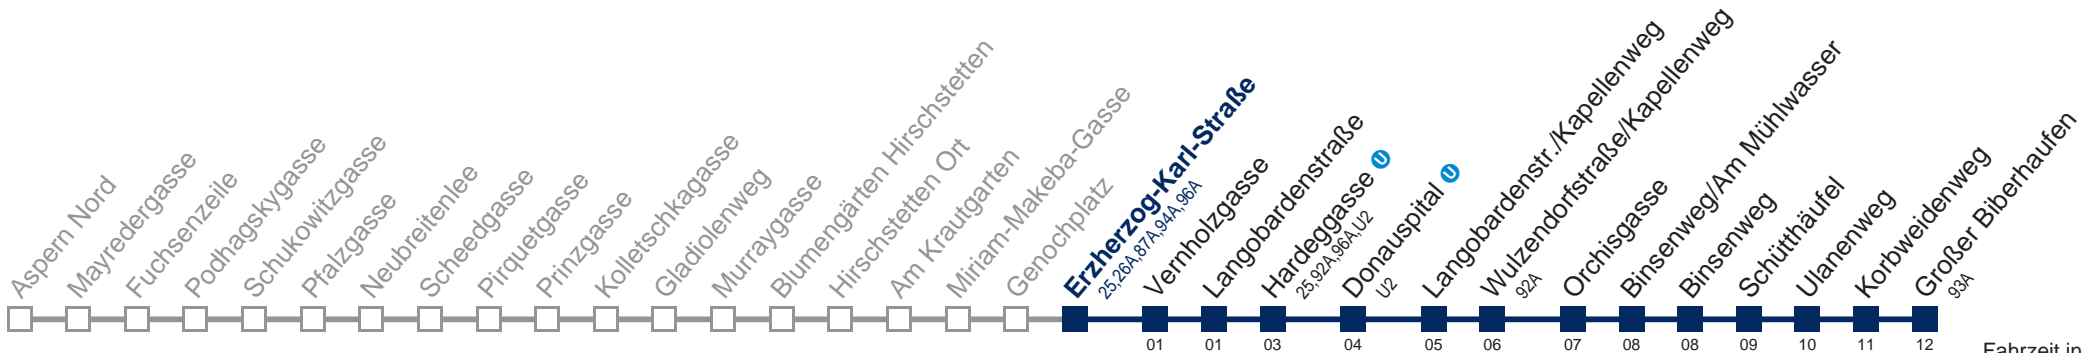 Aspern Nord
Mayredergasse
Fuchsenzeile
Podhagskygasse
Schukowitzgasse
Pfalzgasse
Neubreitenlee
Scheedgasse
Pirquetgasse
Prinzgasse
Kolletschkagasse
Gladiolenweg
Murraygasse
Blumengärten Hirschstetten
Hirschstetten Ort
Am Krautgarten
Miriam-Makeba-Gasse
Genochplatz
Erzherzog-Karl-Straße
25,26A,87A,94A,96A
Vernholzgasse
Langobardenstraße
Hardeggasse U
25,92A,96A,U2
Donauspital U
U2
Langobardenstr./Kapellenweg
Wulzendorfstraße/Kapellenweg
92A
Orchisgasse
Binsenweg/Am Mühlwasser
Binsenweg
Schütthäufel
Ulanenweg
Korbweidenweg
Großer Biberhaufen
93A
01 01 03 04 05 06 07 08 08 09 10 11 12
Fahrzeit in